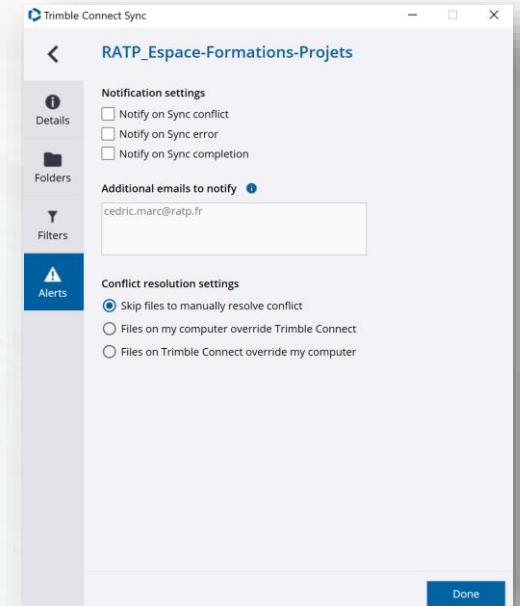 Trimble Connect Sync
RATP_Espace-Formations-Projets
Details
Folders
Filters
Alerts
Notification settings
Notify on Sync conflict
Notify on Sync error
Notify on Sync completion
Additional emails to notify
cedric.marc@ratp.fr
Conflict resolution settings
Skip files to manually resolve conflict
Files on my computer override Trimble Connect
Files on Trimble Connect override my computer
Done